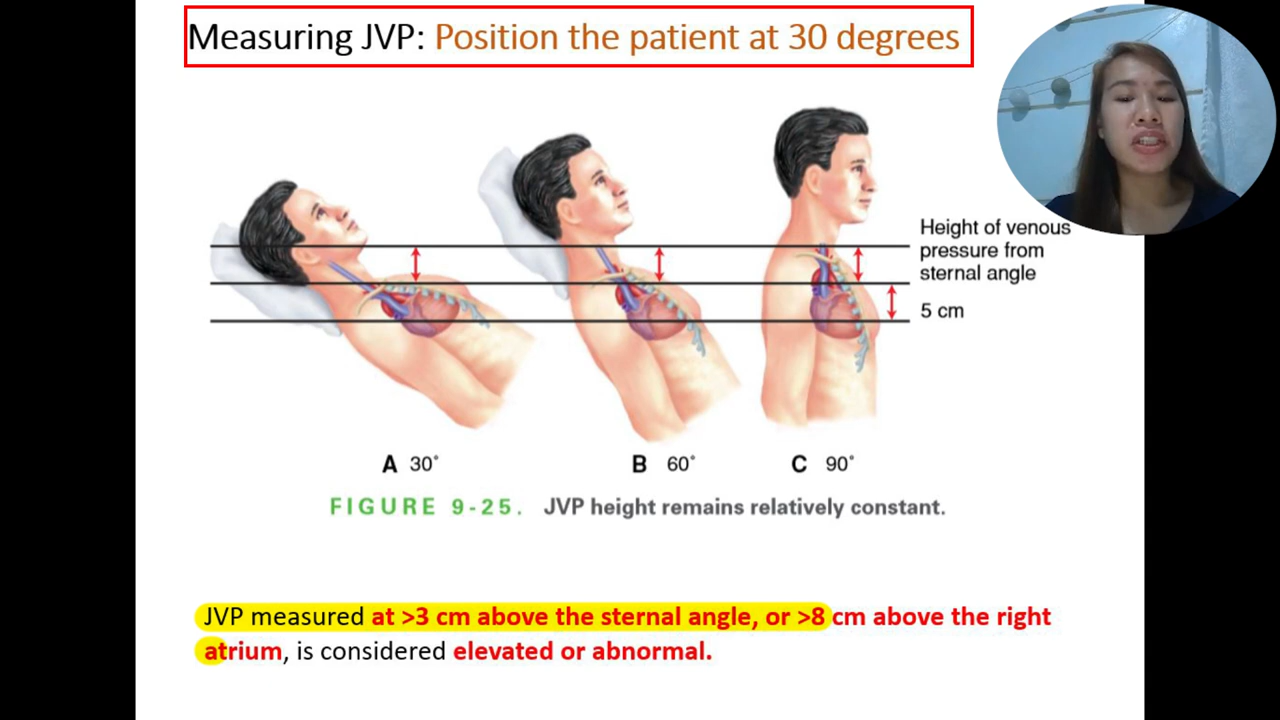 Measuring JVP: Position the patient at 30 degrees
Height of venous
pressure from
sternal angle
5 cm
A 30°
B 60°
C 90°
FIGURE 9-25. JVP height remains relatively constant.
JVP measured at >3 cm above the sternal angle, or >8 cm above the right
atrium, is considered elevated or abnormal.